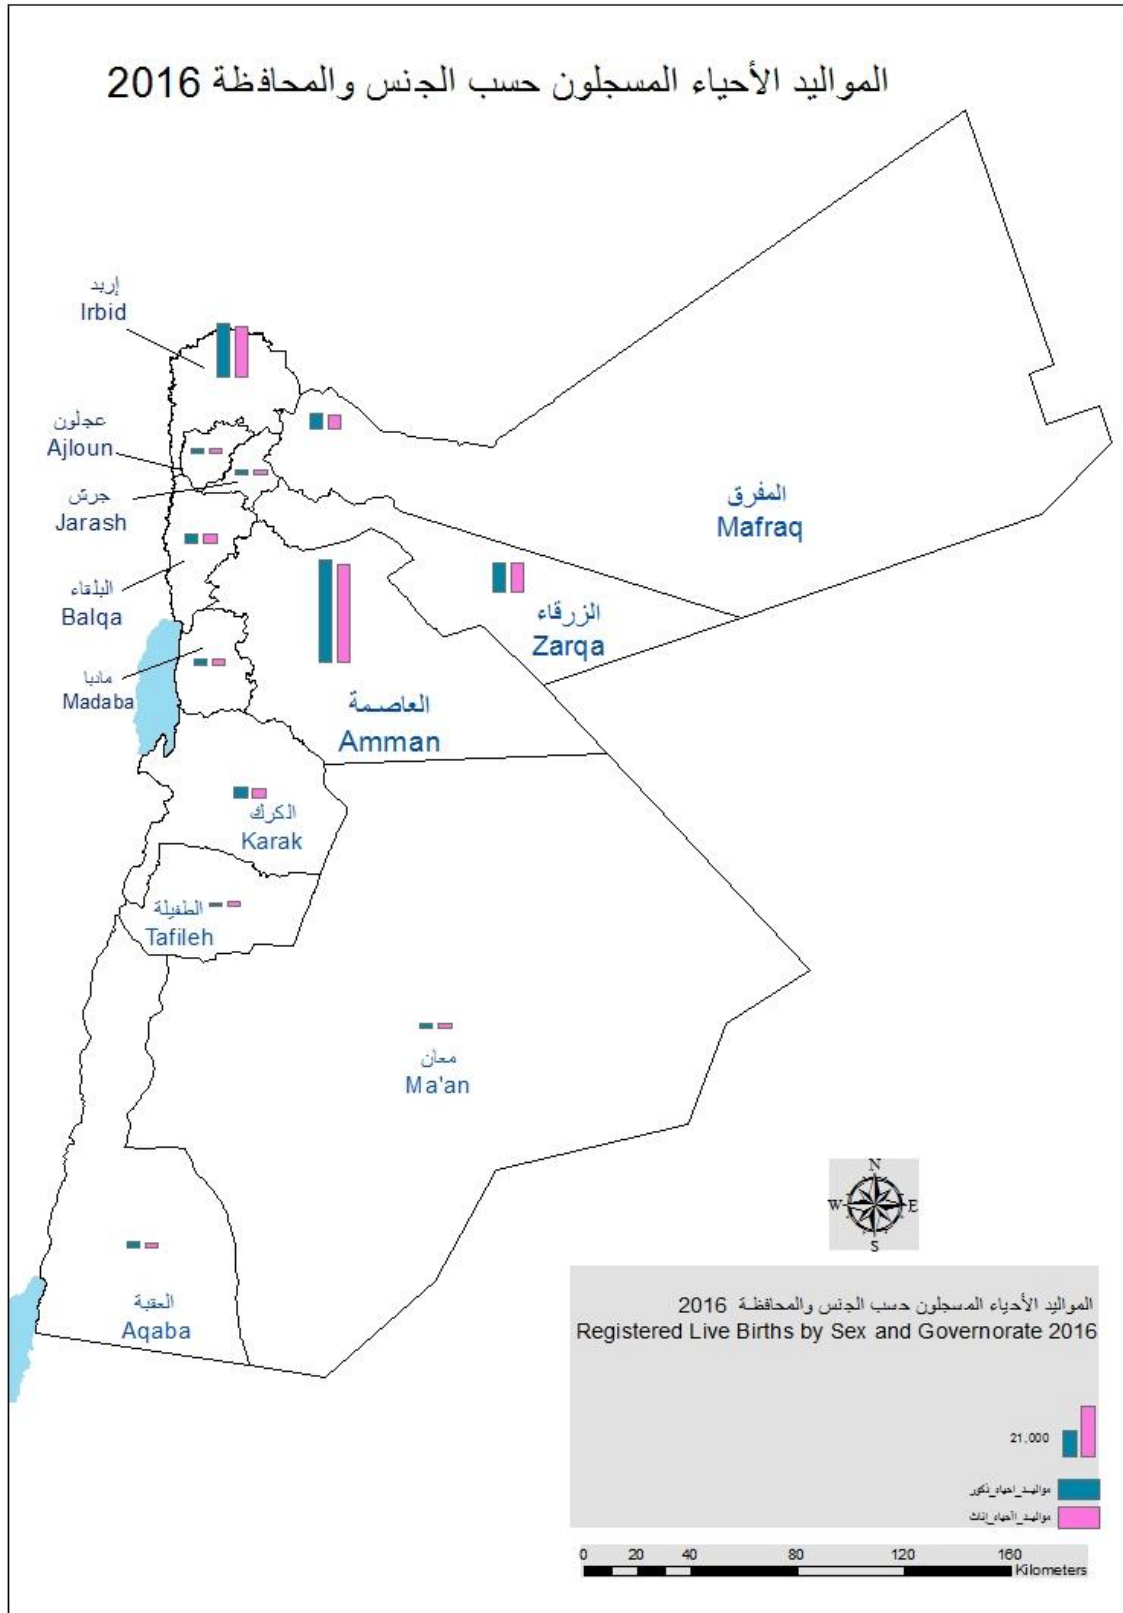 المواليد الأحياء المسجلون حسب الجنس والمحافظة 2016
إربد
Irbid
عجلون
Ajloun
جرش
Jarash
البلقاء
Balqa
مادبا
Madaba
المفرق
Mafraq
الزرقاء
Zarqa
العاصمة
Amman
الكرك
Karak
الطفيلة
Tafileh
معان
Ma'an
العقبة
Aqaba
N
W E
S
المواليد الأحياء المسجلون حسب الجنس والمحافظة 2016
Registered Live Births by Sex and Governorate 2016
21,000
مواليد_احياء_ذكور
مواليد_الحياء_اناث
0 20 40 80 120 160
Kilometers